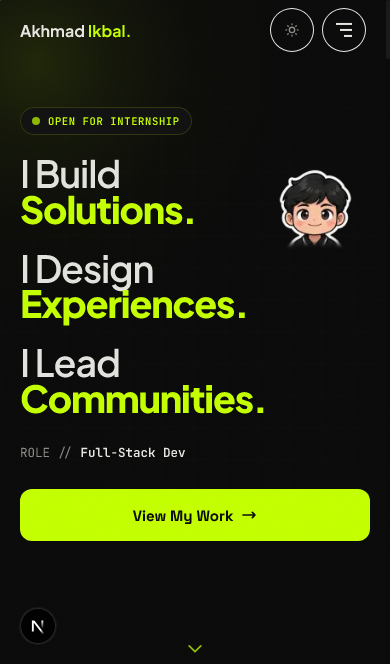 Akhmad Ikbal.
OPEN FOR INTERNSHIP
I Build
Solutions.
I Design
Experiences.
I Lead
Communities.
ROLE // Full-Stack Dev
View My Work →
N